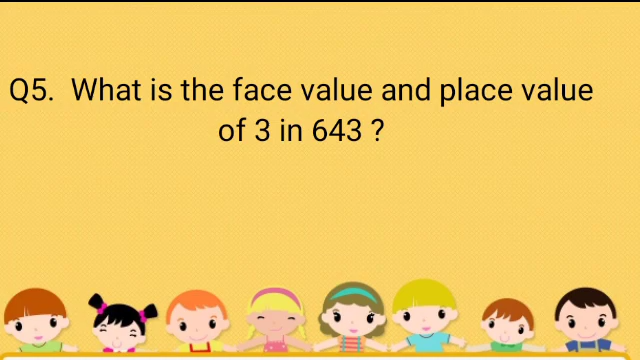 Q5. What is the face value and place value
of 3 in 643 ?